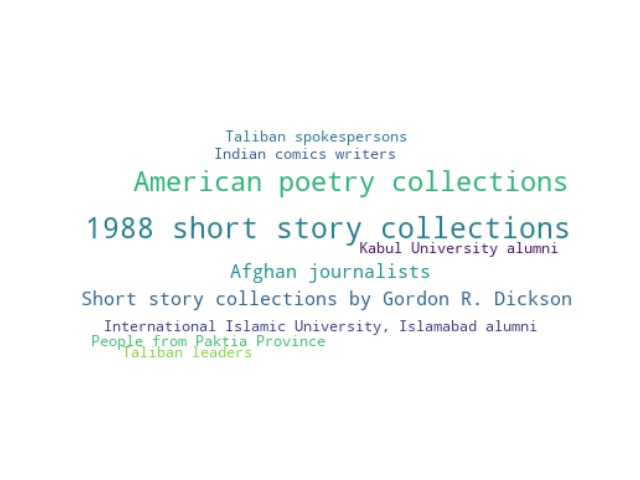 Taliban spokespersons
Indian comics writers
American poetry collections
1988 short story collections
Kabul University alumni
Afghan journalists
Short story collections by Gordon R. Dickson
International Islamic University, Islamabad alumni
People from Paktia Province
Taliban leaders